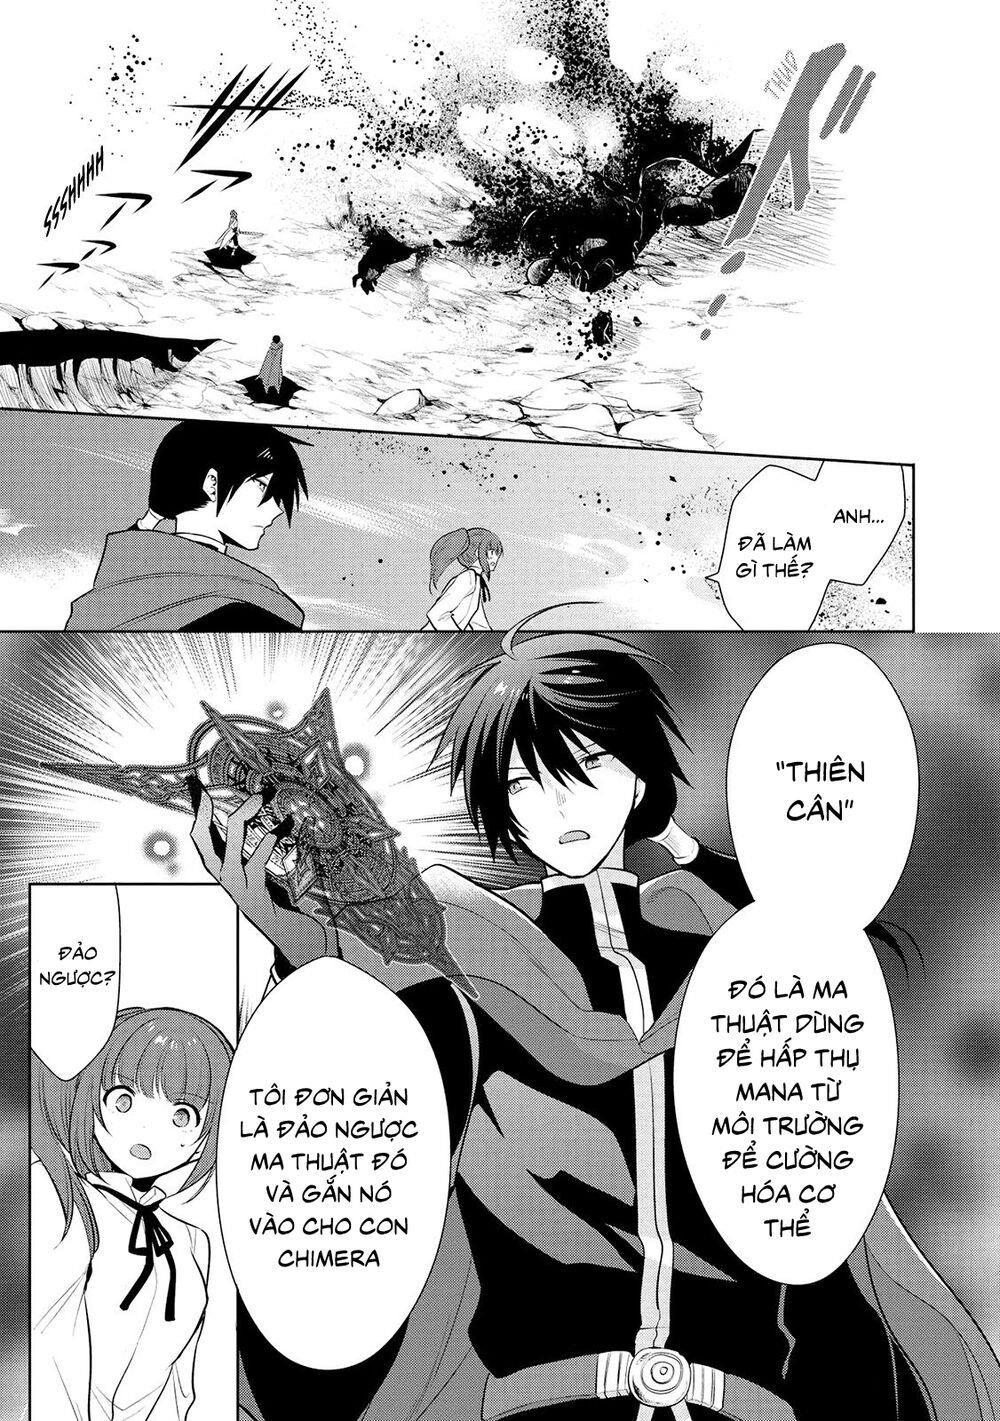 THUD
SSSHHHH
ANH...
ĐÃ LÀM
GÌ THẾ?
"THIÊN
CÂN"
ĐÓ LÀ MA
THUẬT DÙNG
ĐỂ HẤP THỤ
MANA TỪ
MÔI TRƯỜNG
ĐỂ CƯỜNG
HÓA CƠ
THỂ
TÔI ĐƠN GIẢN
LÀ ĐẢO NGƯỢC
MA THUẬT ĐÓ
VÀ GẮN NÓ
VÀO CHO CON
CHIMERA
ĐẢO
NGƯỢC?